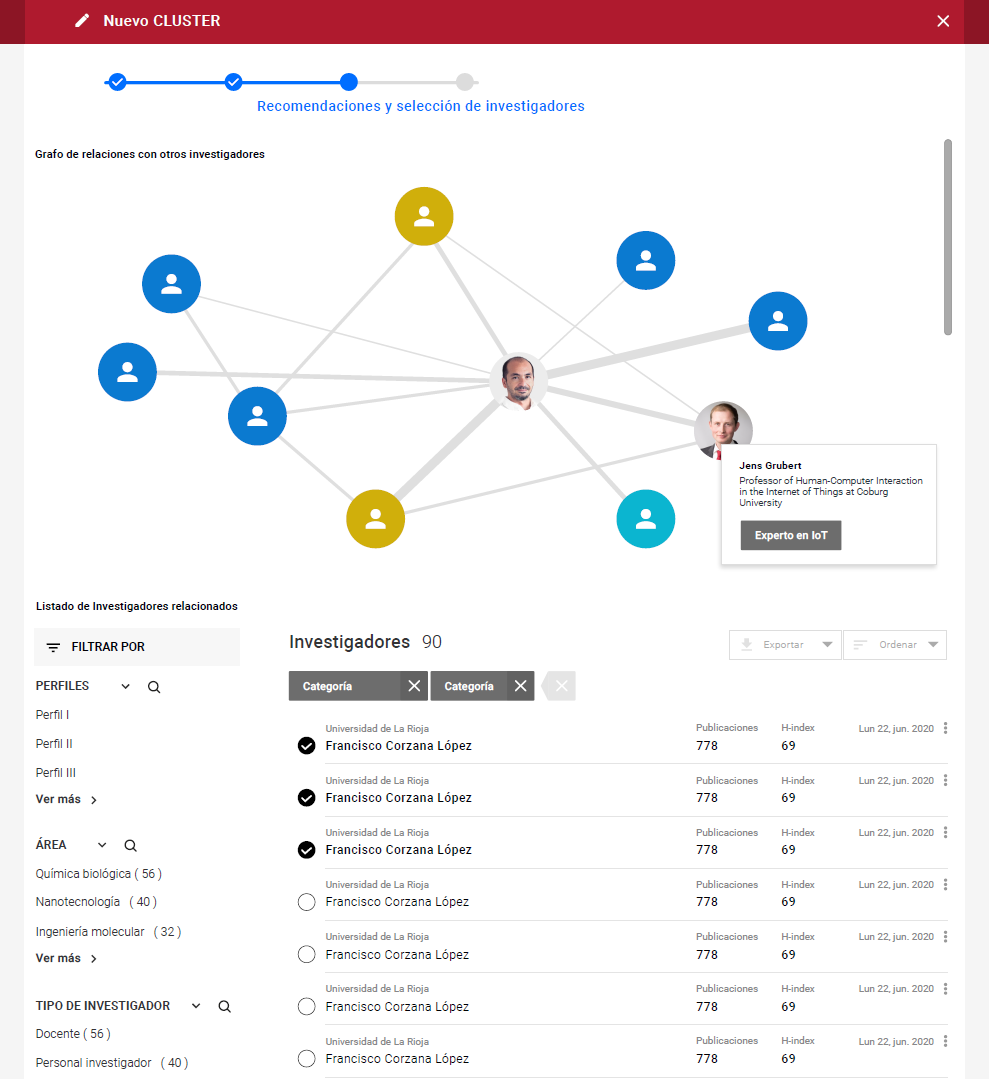 Nuevo CLUSTER
Recomendaciones y selección de investigadores
Grafo de relaciones con otros investigadores
Jens Grubert
Professor of Human-Computer Interaction
in the Internet of Things at Coburg
University
Experto en IoT
Listado de Investigadores relacionados
FILTRAR POR
PERFILES
Perfil I
Perfil II
Perfil III
Ver más
ÁREA
Química biológica ( 56 )
Nanotecnología ( 40 )
Ingeniería molecular ( 32 )
Ver más
TIPO DE INVESTIGADOR
Docente ( 56 )
Personal investigador ( 40 )
Investigadores 90
Exportar
Ordenar
Categoría
Categoría
Universidad de La Rioja Publicaciones H-index Lun 22, jun. 2020
Francisco Corzana López 778 69
Universidad de La Rioja Publicaciones H-index Lun 22, jun. 2020
Francisco Corzana López 778 69
Universidad de La Rioja Publicaciones H-index Lun 22, jun. 2020
Francisco Corzana López 778 69
Universidad de La Rioja Publicaciones H-index Lun 22, jun. 2020
Francisco Corzana López 778 69
Universidad de La Rioja Publicaciones H-index Lun 22, jun. 2020
Francisco Corzana López 778 69
Universidad de La Rioja Publicaciones H-index Lun 22, jun. 2020
Francisco Corzana López 778 69
Universidad de La Rioja Publicaciones H-index Lun 22, jun. 2020
Francisco Corzana López 778 69